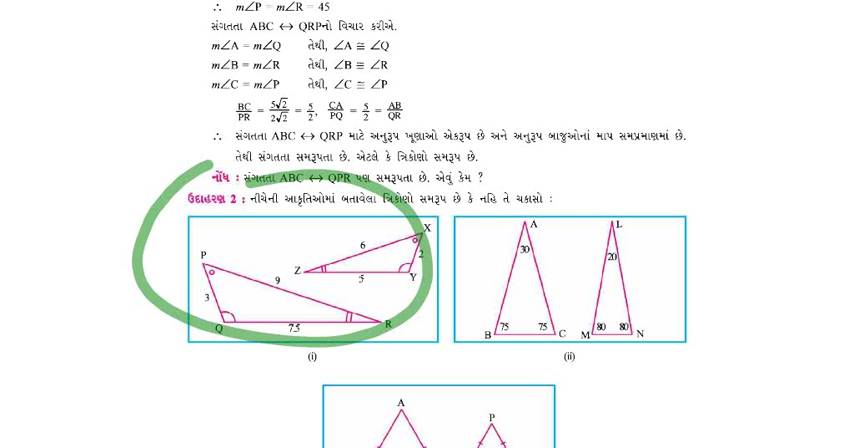 ∴ m∠P = m∠R = 45
સંગતતા ABC ↔ QRPનો વિચાર કરીએ.
m∠A = m∠Q તેથી, ∠A ≅ ∠Q
m∠B = m∠R તેથી, ∠B ≅ ∠R
m∠C = m∠P તેથી, ∠C ≅ ∠P
BC/PR = 5√2/2√2 = 5/2, CA/PQ = 5/2 = AB/QR
∴ સંગતતા ABC ↔ QRP માટે અનુરૂપ ખૂણાઓ એકરૂપ છે અને અનુરૂપ બાજુઓનાં માપ સમપ્રમાણમાં છે.
તેથી સંગતતા સમરૂપતા છે. એટલે કે ત્રિકોણો સમરૂપ છે.
નોંધ : સંગતતા ABC ↔ QPR પણ સમરૂપતા છે. એવું કેમ ?
ઉદાહરણ 2 : નીચેની આકૃતિઓમાં બતાવેલા ત્રિકોણો સમરૂપ છે કે નહિ તે ચકાસો :
X
6
2
Z
5
Y
P
9
3
Q
7.5
R
(i)
A
30
B
75
75
C
L
20
M
80
80
N
(ii)
A
P